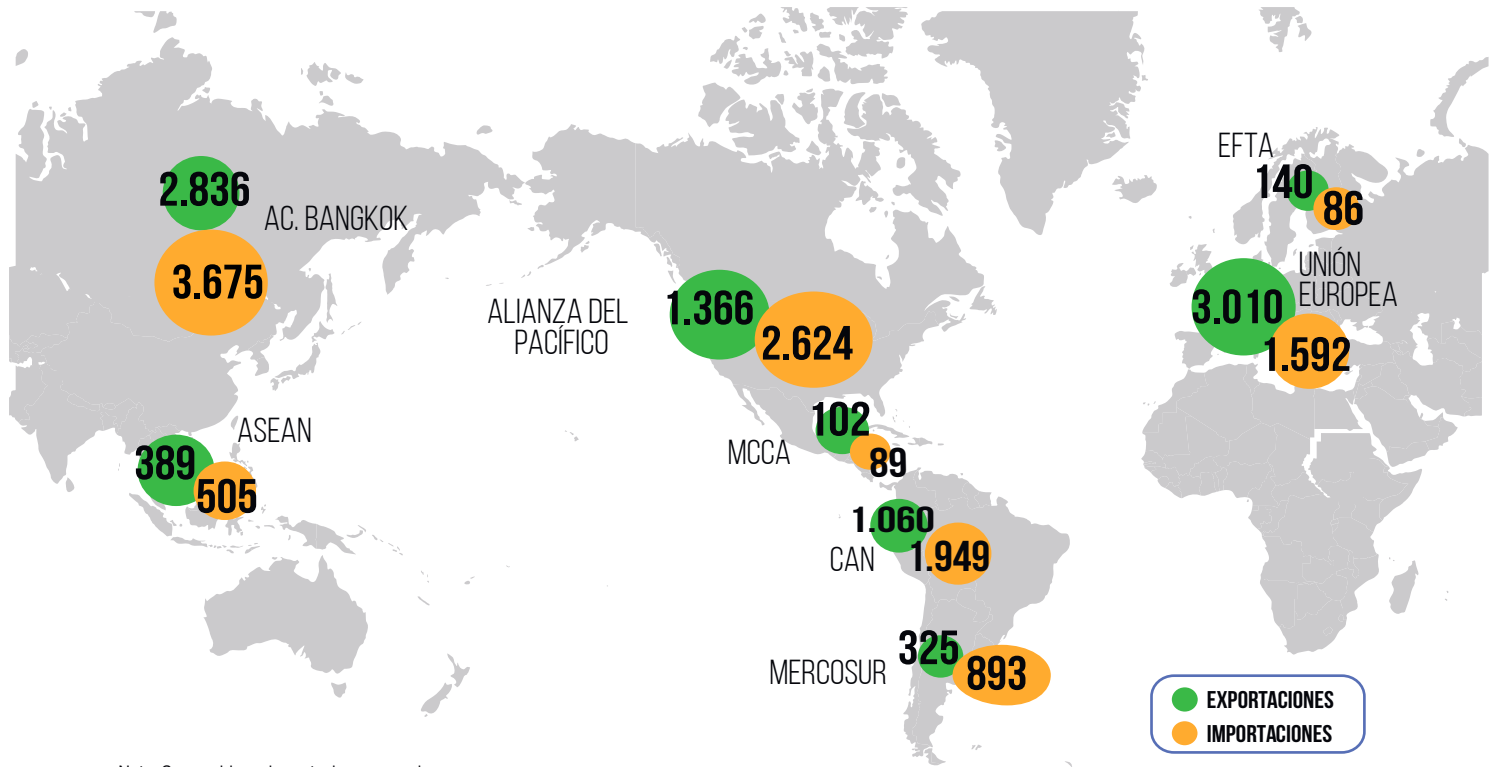 2.836
AC. BANGKOK
3.675
ASEAN
389
505
ALIANZA DEL
PACÍFICO
1.366
2.624
102
MCCA
89
1.060
CAN
1.949
325
MERCOSUR
893
EFTA
140
86
UNIÓN
EUROPEA
3.010
1.592
EXPORTACIONES
IMPORTACIONES